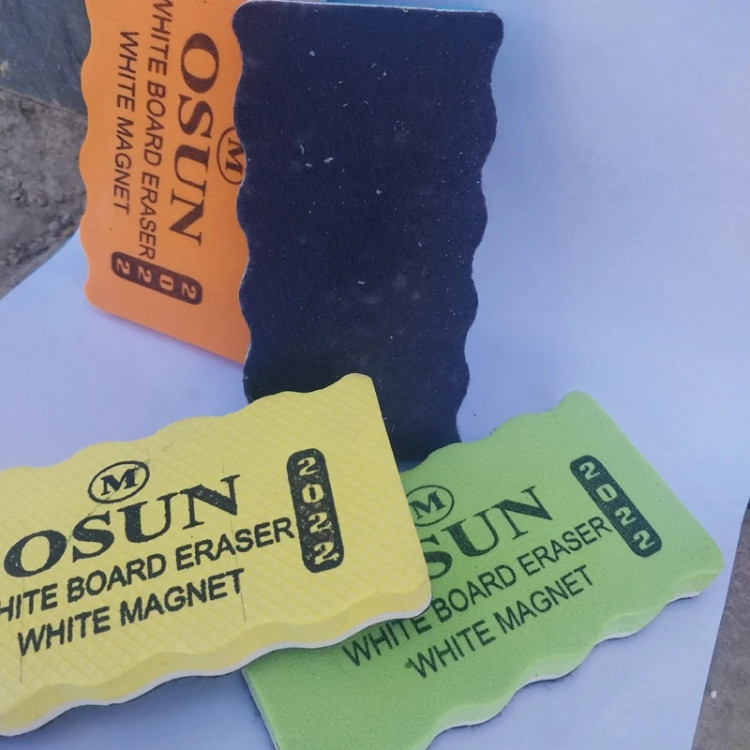 M
OSUN
WHITE BOARD ERASER
WHITE MAGNET
2022
M
OSUN
HITE BOARD ERASER
WHITE MAGNET
2022
M
SUN
WHITE BOARD ERASER
WHITE MAGNET
2022